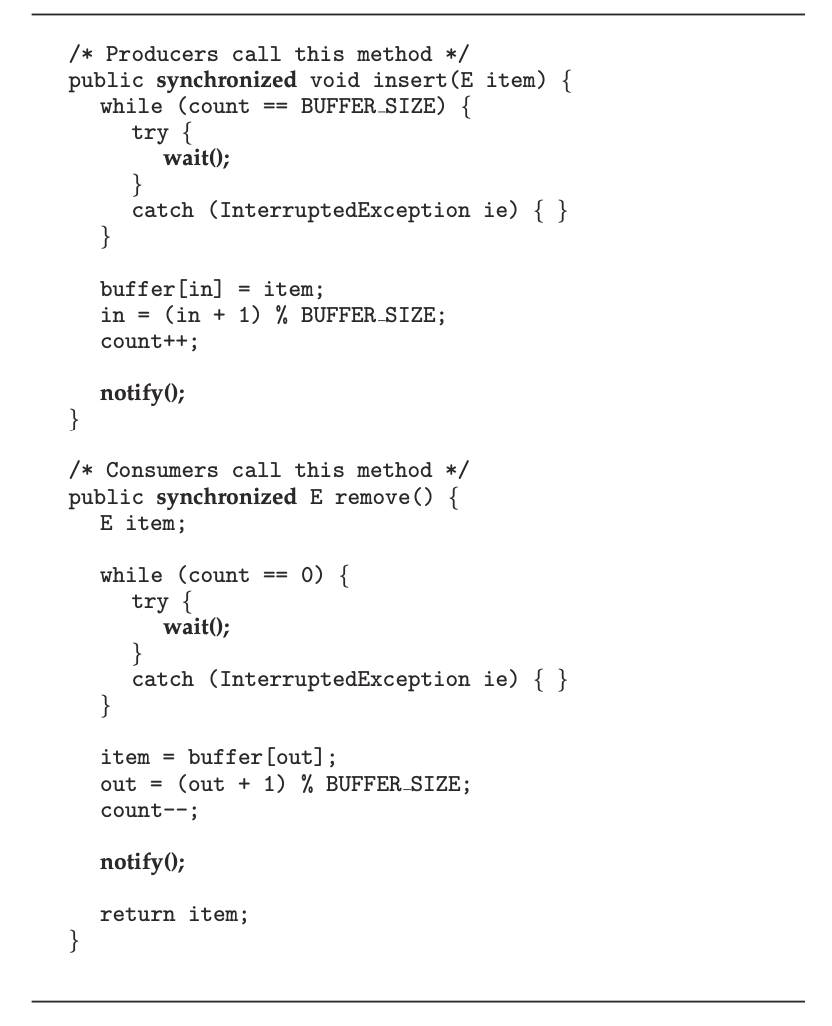 /* Producers call this method */
public synchronized void insert(E item) {
while (count == BUFFER_SIZE) {
try {
wait();
}
catch (InterruptedException ie) { }
}
buffer[in] = item;
in = (in + 1) % BUFFER_SIZE;
count++;
notify();
}
/* Consumers call this method */
public synchronized E remove() {
E item;
while (count == 0) {
try {
wait();
}
catch (InterruptedException ie) { }
}
item = buffer[out];
out = (out + 1) % BUFFER_SIZE;
count--;
notify();
return item;
}